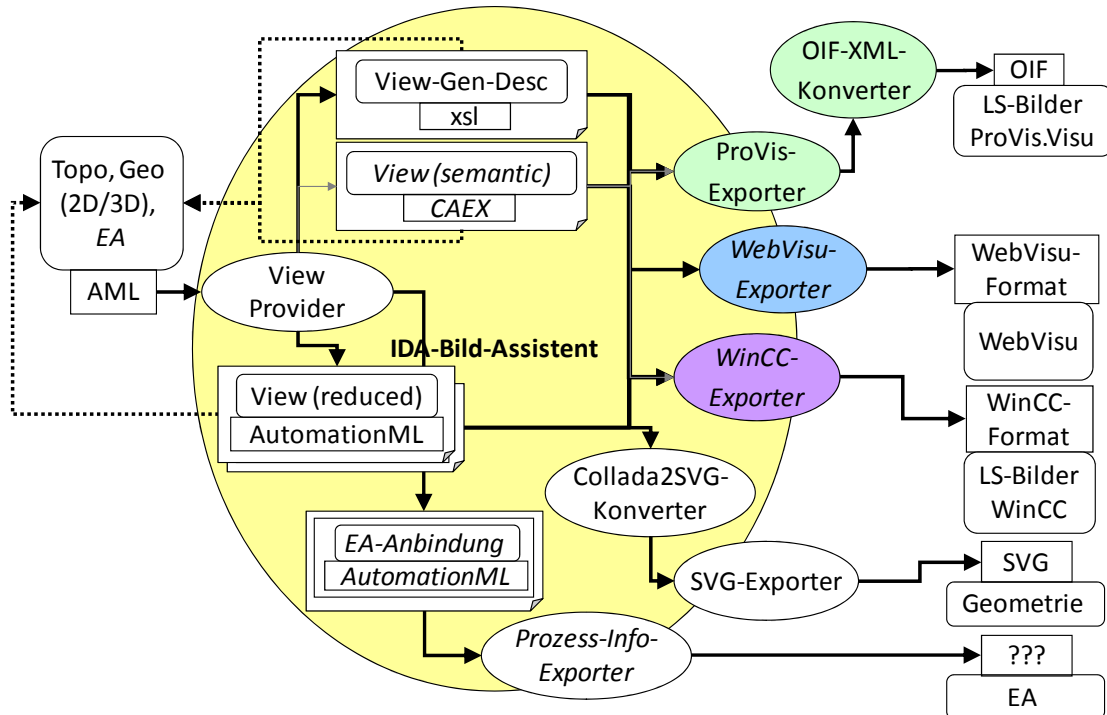 OIF-XML-
Konverter
OIF
LS-Bilder
ProVis.Visu
View-Gen-Desc
xsl
Topo, Geo
(2D/3D),
EA
AML
View (semantic)
CAEX
ProVis-
Exporter
View
Provider
WebVisu-
Exporter
WebVisu-
Format
WebVisu
IDA-Bild-Assistent
WinCC-
Exporter
WinCC-
Format
LS-Bilder
WinCC
View (reduced)
AutomationML
Collada2SVG-
Konverter
EA-Anbindung
AutomationML
SVG-Exporter
SVG
Geometrie
Prozess-Info-
Exporter
???
EA